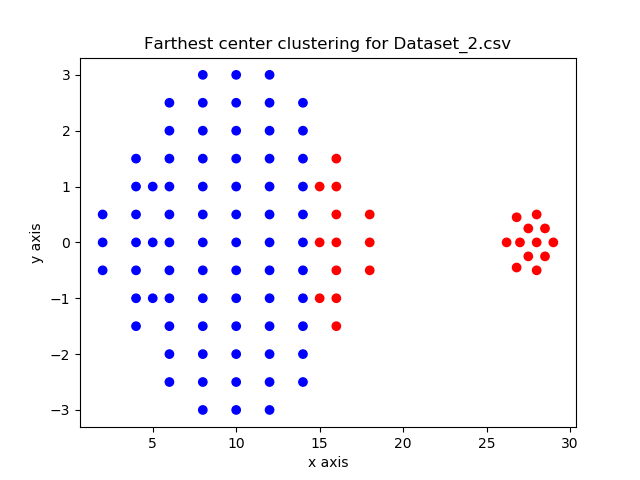 Farthest center clustering for Dataset_2.csv
3
2
1
0
−1
−2
−3
y axis
5 10 15 20 25 30
x axis